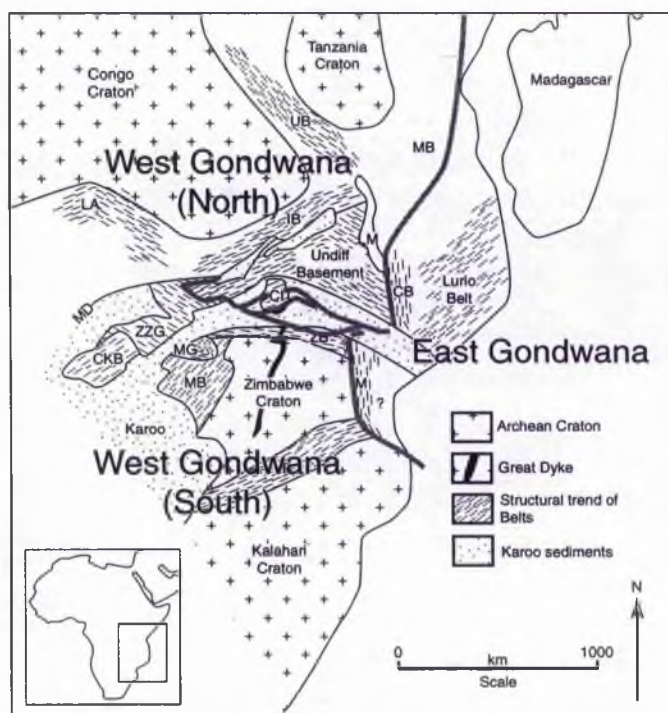 Tanzania
Craton
Congo
Craton
Madagascar
UB
MB
West Gondwana
(North)
LA
IB
M
Undiff
Basement
CB
Lurio
Belt
MD
ZZG
CKB
MG
MB
ZB
East Gondwana
Zimbabwe
Craton
M
?
Karoo
West Gondwana
(South)
Kalahari
Craton
Archean Craton
Great Dyke
Structural trend of
Belts
Karoo sediments
N
0 1000
km
Scale